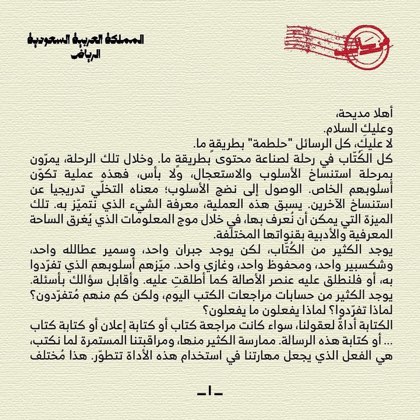 المملكة العربية السعودية
الرياض
أهلا مديحة،
وعليكِ السلام.
لا عليكِ، كل الرسائل "حلطمة" بطريقةٍ ما.
كل الكُتّاب في رحلة لصناعة محتوى بطريقةٍ ما. وخلال تلك الرحلة، يمرّون
بمرحلة استنساخ الأسلوب والاستعجال، ولا بأس، فهذهِ عملية تكوّن
أسلوبهم الخاص. الوصول إلى نضج الأسلوب؛ معناه التخلّي تدريجيا عن
استنساخ الآخرين. يسبق هذه العملية، معرفة الشيء الذي نتميّز به. تلك
الميزة التي يمكن أن نُعرف بها، في خلال موج المعلومات الذي يُغرق الساحة
المعرفية والأدبية بقنواتها المختلفة.
يوجد الكثير من الكُتّاب، لكن يوجد جبران واحد، وسمير عطالله واحد،
وشكسبير واحد، ومحفوظ واحد، وغازي واحد. ميّزهم أسلوبهم الذي تفرّدوا
به، أو فلنطلق عليه عنصر الأصالة كما أطلقتِ عليه. وأقابل سؤالك بأسئلة.
يوجد الكثير من حسابات مراجعات الكتب اليوم، ولكن كم منهم مُتفردون؟
لماذا تفرّدوا؟ لماذا يفعلون ما يفعلون؟
الكتابة أداةٌ لعقولنا، سواء كانت مراجعة كتاب أو كتابة إعلان أو كتابة كتاب
... أو كتابة هذه الرسالة. ممارسة الكثير منها، ومراقبتنا المستمرة لما نكتب،
هي الفعل الذي يجعل مهارتنا في استخدام هذه الأداة تتطوّر. هذا مُختلف
ـ ١ ـ